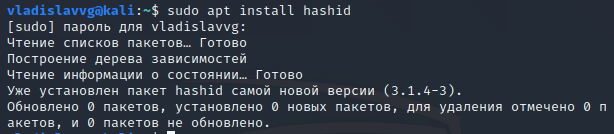 vladislavvg@kali:~$ sudo apt install hashid
[sudo] пароль для vladislavvg:
Чтение списков пакетов… Готово
Построение дерева зависимостей
Чтение информации о состоянии… Готово
Уже установлен пакет hashid самой новой версии (3.1.4-3).
Обновлено 0 пакетов, установлено 0 новых пакетов, для удаления отмечено 0 п
акетов, и 0 пакетов не обновлено.